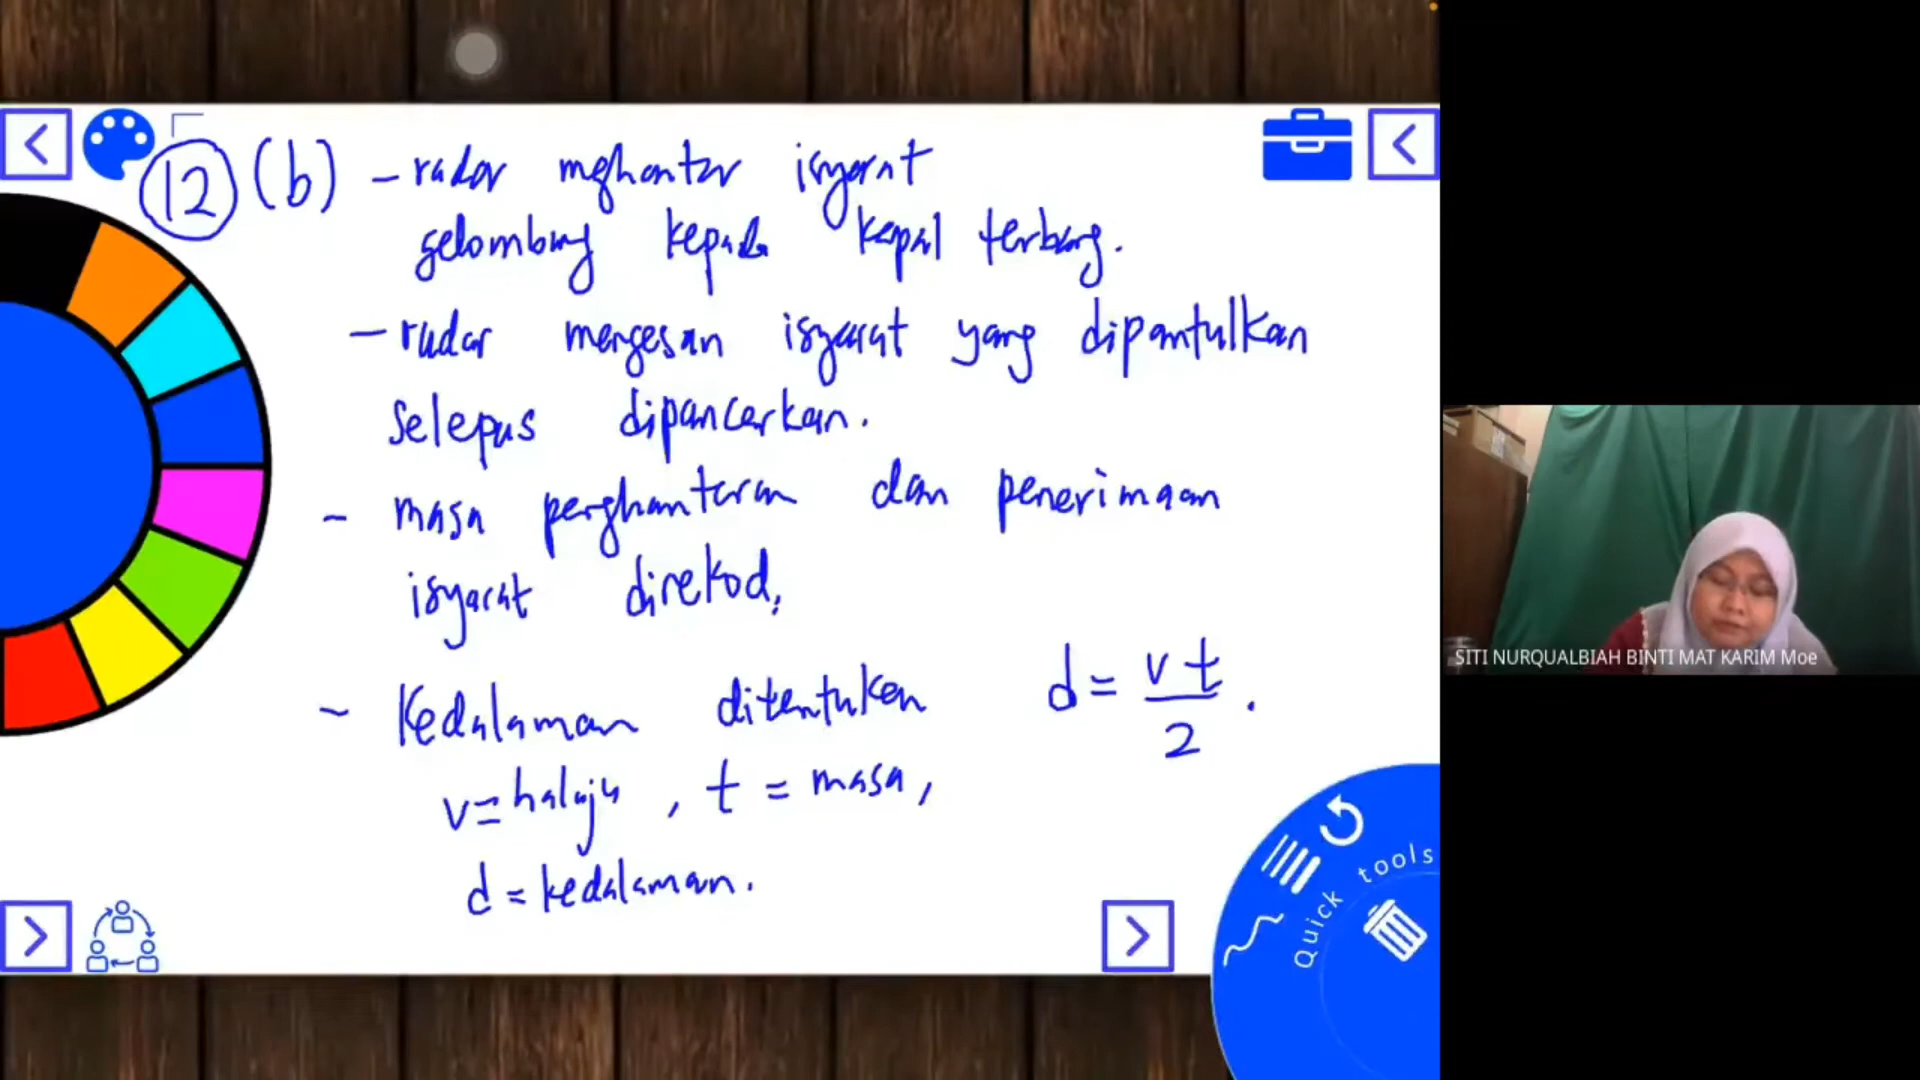 12 (b) - radar mghantar isyarat
gelombang kepada kapal terbang.
- radar mengesan isyarat yang dipantulkan
selepas dipancarkan.
- masa penghantaran dan penerimaan
isyarat direkod,
- Kedalaman ditentukan d = vt/2.
v = halaju, t = masa,
d = kedalaman.
Quick tools
SITI NURQUALBIAH BINTI MAT KARIM Moe